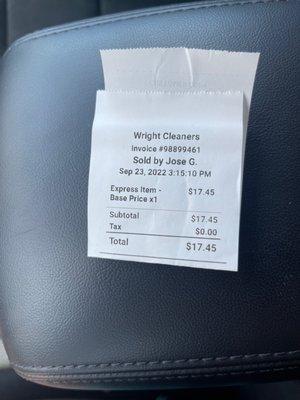 Wright Cleaners
Invoice #98899461
Sold by Jose G.
Sep 23, 2022 3:15:10 PM
Express Item - $17.45
Base Price x1
Subtotal $17.45
Tax $0.00
Total $17.45